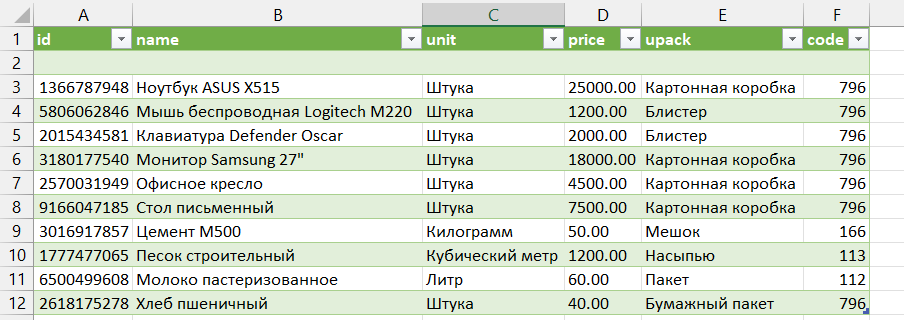 A B C D E F
1 id name unit price upack code
2
3 1366787948 Ноутбук ASUS X515 Штука 25000.00 Картонная коробка 796
4 5806062846 Мышь беспроводная Logitech M220 Штука 1200.00 Блистер 796
5 2015434581 Клавиатура Defender Oscar Штука 2000.00 Блистер 796
6 3180177540 Монитор Samsung 27" Штука 18000.00 Картонная коробка 796
7 2570031949 Офисное кресло Штука 4500.00 Картонная коробка 796
8 9166047185 Стол письменный Штука 7500.00 Картонная коробка 796
9 3016917857 Цемент М500 Килограмм 50.00 Мешок 166
10 1777477065 Песок строительный Кубический метр 1200.00 Насыпью 113
11 6500499608 Молоко пастеризованное Литр 60.00 Пакет 112
12 2618175278 Хлеб пшеничный Штука 40.00 Бумажный пакет 796